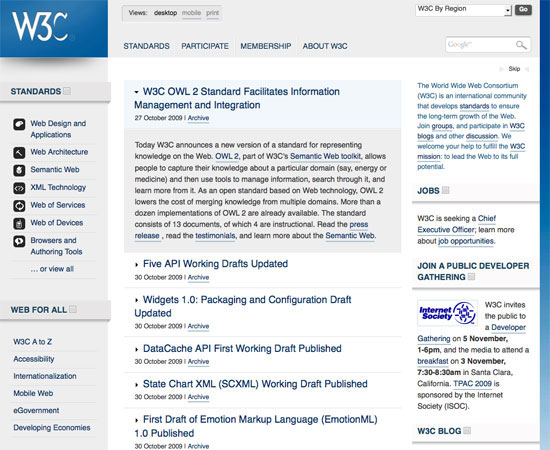 W3C
Views: desktop mobile print
W3C By Region
Go
STANDARDS PARTICIPATE MEMBERSHIP ABOUT W3C
Google™
Skip
STANDARDS
Web Design and
Applications
Web Architecture
Semantic Web
XML Technology
Web of Services
Web of Devices
Browsers and
Authoring Tools
... or view all
WEB FOR ALL
W3C A to Z
Accessibility
Internationalization
Mobile Web
eGovernment
Developing Economies
W3C OWL 2 Standard Facilitates Information
Management and Integration
27 October 2009 | Archive
Today W3C announces a new version of a standard for representing
knowledge on the Web. OWL 2, part of W3C's Semantic Web toolkit, allows
people to capture their knowledge about a particular domain (say, energy or
medicine) and then use tools to manage information, search through it, and
learn more from it. As an open standard based on Web technology, OWL 2
lowers the cost of merging knowledge from multiple domains. More than a
dozen implementations of OWL 2 are already available. The standard
consists of 13 documents, of which 4 are instructional. Read the press
release , read the testimonials, and learn more about the Semantic Web.
Five API Working Drafts Updated
30 October 2009 | Archive
Widgets 1.0: Packaging and Configuration Draft
Updated
30 October 2009 | Archive
DataCache API First Working Draft Published
30 October 2009 | Archive
State Chart XML (SCXML) Working Draft Published
30 October 2009 | Archive
First Draft of Emotion Markup Language (EmotionML)
1.0 Published
30 October 2009 | Archive
The World Wide Web Consortium
(W3C) is an international community
that develops standards to ensure
the long-term growth of the Web.
Join groups, and participate in W3C
blogs and other discussion. We
welcome your help to fulfill the W3C
mission: to lead the Web to its full
potential.
JOBS
W3C is seeking a Chief
Executive Officer; learn more
about job opportunities.
JOIN A PUBLIC DEVELOPER
GATHERING
Internet
Society
W3C invites
the public to
a Developer
Gathering on 5 November,
1-6pm, and the media to attend a
breakfast on 3 November,
7:30-8:30am in Santa Clara,
California. TPAC 2009 is
sponsored by the Internet
Society (ISOC).
W3C BLOG